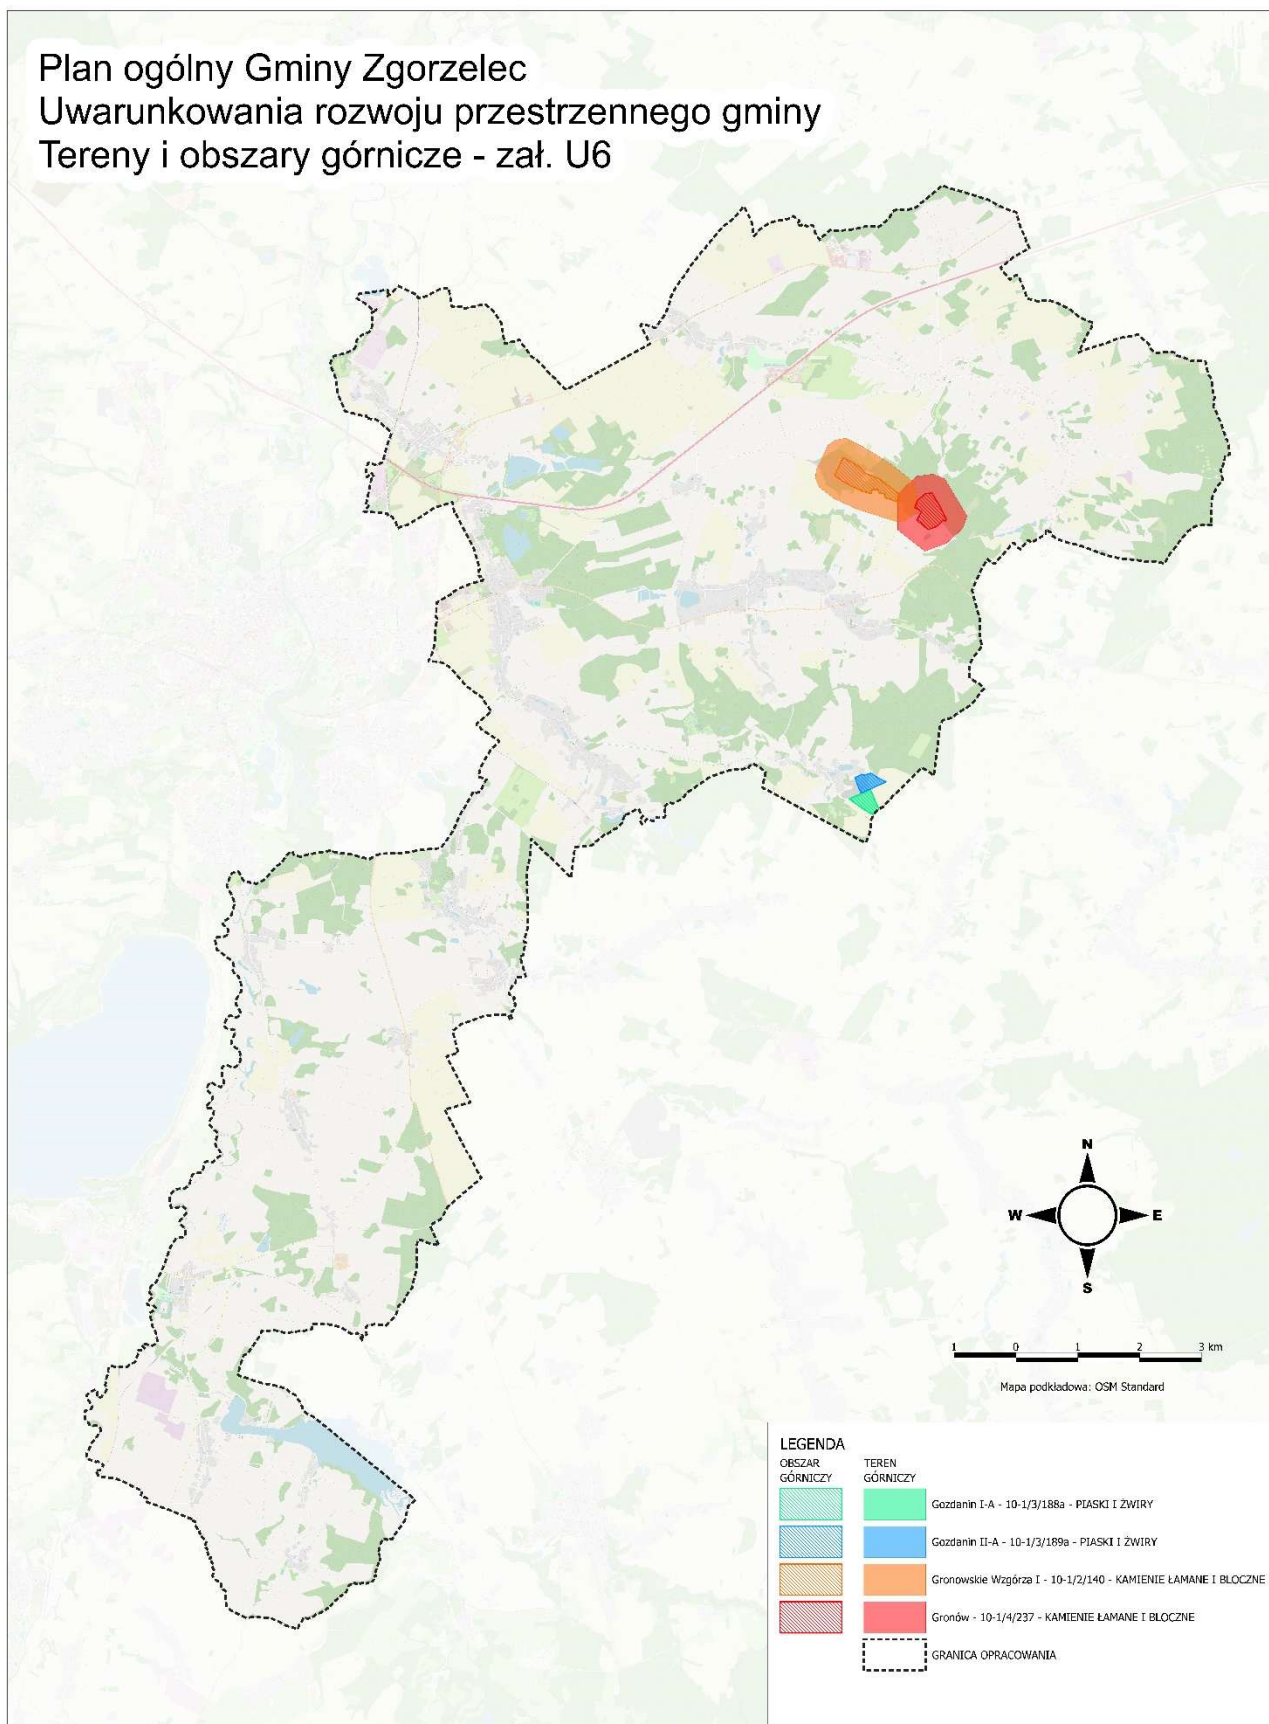 Plan ogólny Gminy Zgorzelec
Uwarunkowania rozwoju przestrzennego gminy
Tereny i obszary górnicze - zał. U6
N
W
E
S
1 0 1 2 3 km
Mapa podkładowa: OSM Standard
LEGENDA
OBSZAR GÓRNICZY
TEREN GÓRNICZY
Gozdanin I-A - 10-1/3/188a - PIASKI I ŻWIRY
Gozdanin II-A - 10-1/3/189a - PIASKI I ŻWIRY
Gronowskie Wzgórza I - 10-1/2/140 - KAMIENIE ŁAMANE I BLOCZNE
Gronów - 10-1/4/237 - KAMIENIE ŁAMANE I BLOCZNE
GRANICA OPRACOWANIA